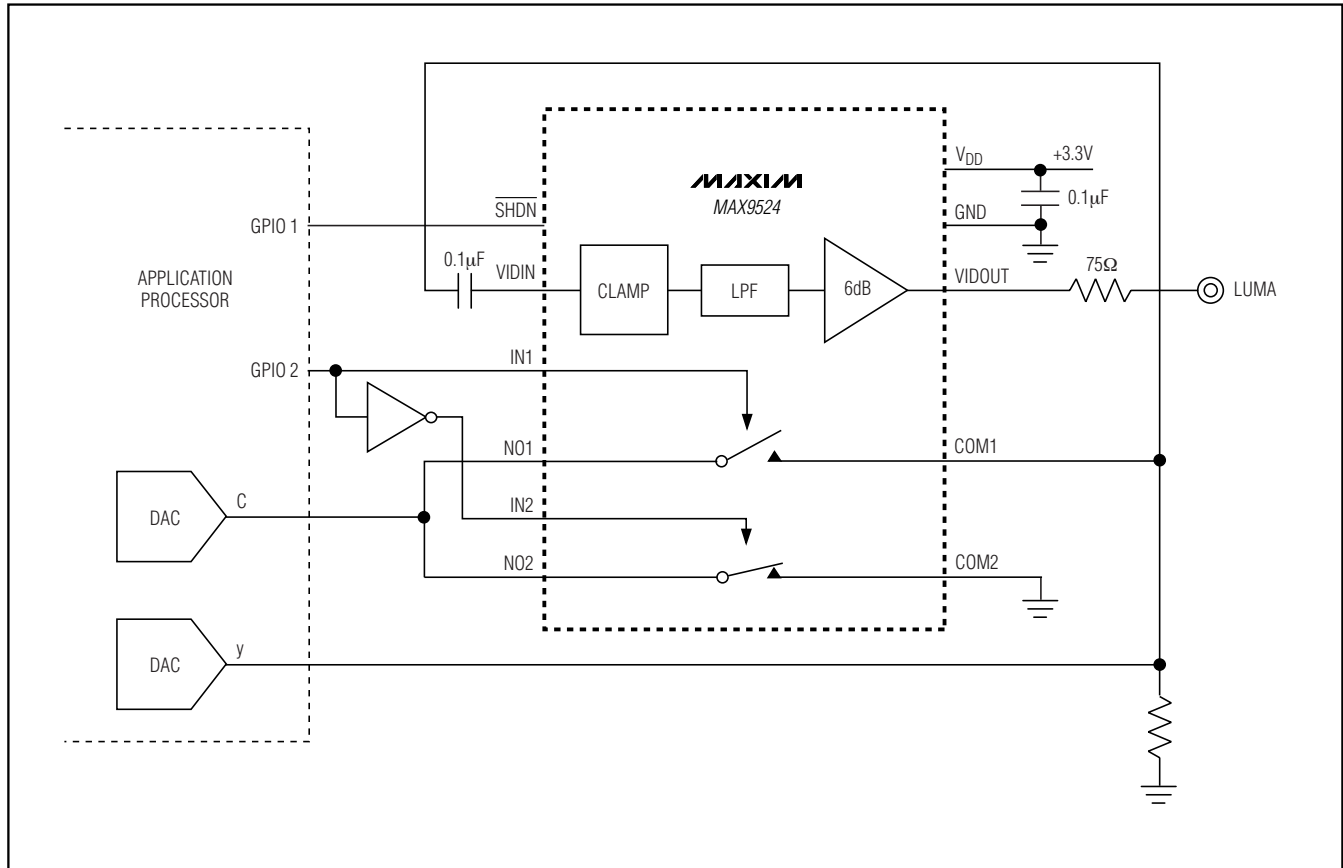 V_DD
+3.3V
MAXIM
MAX9524
0.1µF
SHDN
GND
GPIO 1
75Ω
0.1µF
VIDIN
VIDOUT
APPLICATION
PROCESSOR
CLAMP
LPF
6dB
LUMA
GPIO 2
IN1
NO1
COM1
C
DAC
IN2
NO2
COM2
y
DAC